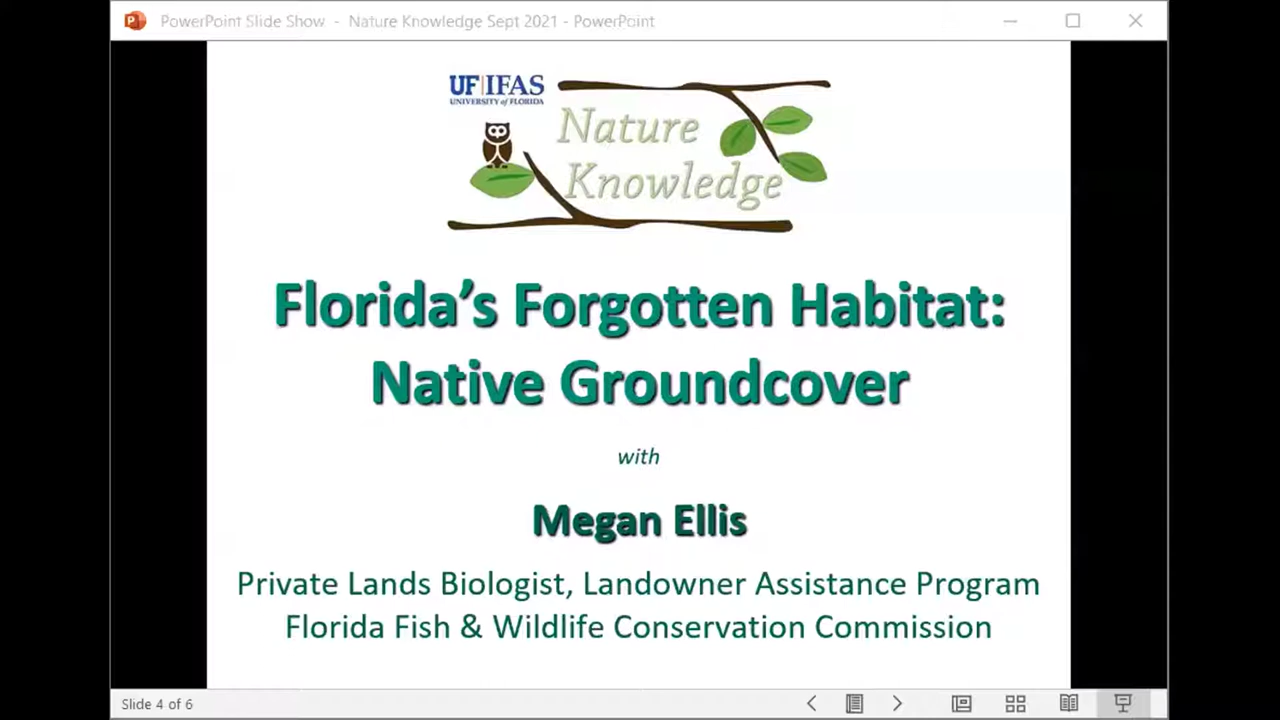 PowerPoint Slide Show - Nature Knowledge Sept 2021 - PowerPoint
UF|IFAS
UNIVERSITY of FLORIDA
Nature
Knowledge
Florida’s Forgotten Habitat:
Native Groundcover
with
Megan Ellis
Private Lands Biologist, Landowner Assistance Program
Florida Fish & Wildlife Conservation Commission
Slide 4 of 6